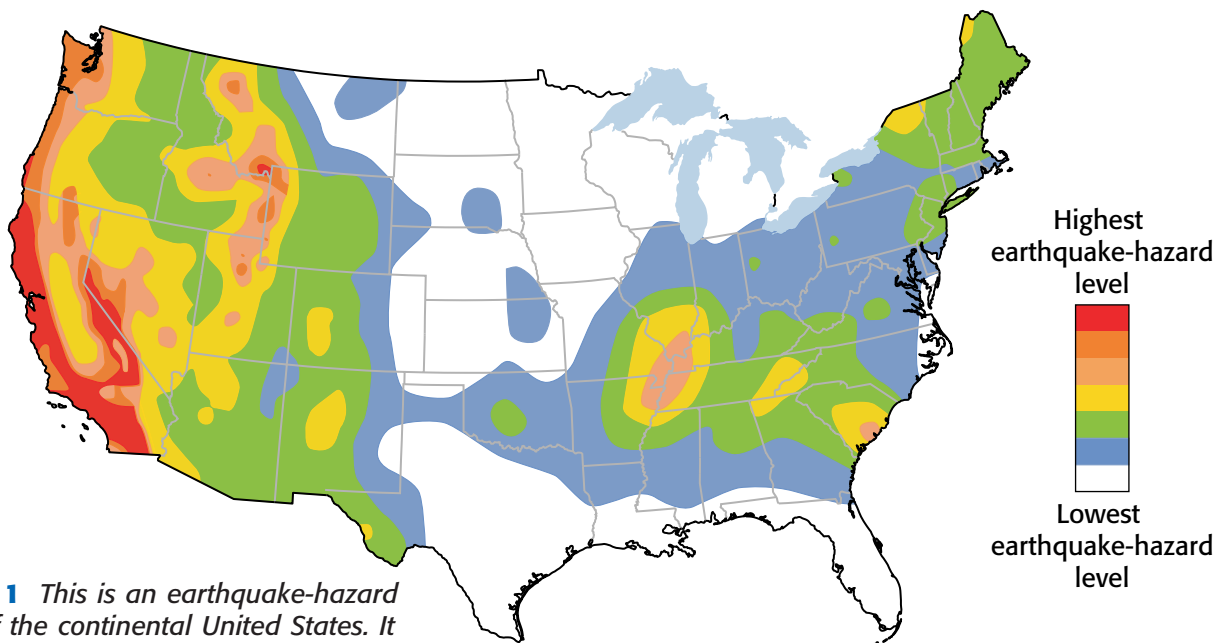 Highest
earthquake-hazard
level
Lowest
earthquake-hazard
level
1 This is an earthquake-hazard
f the continental United States. It